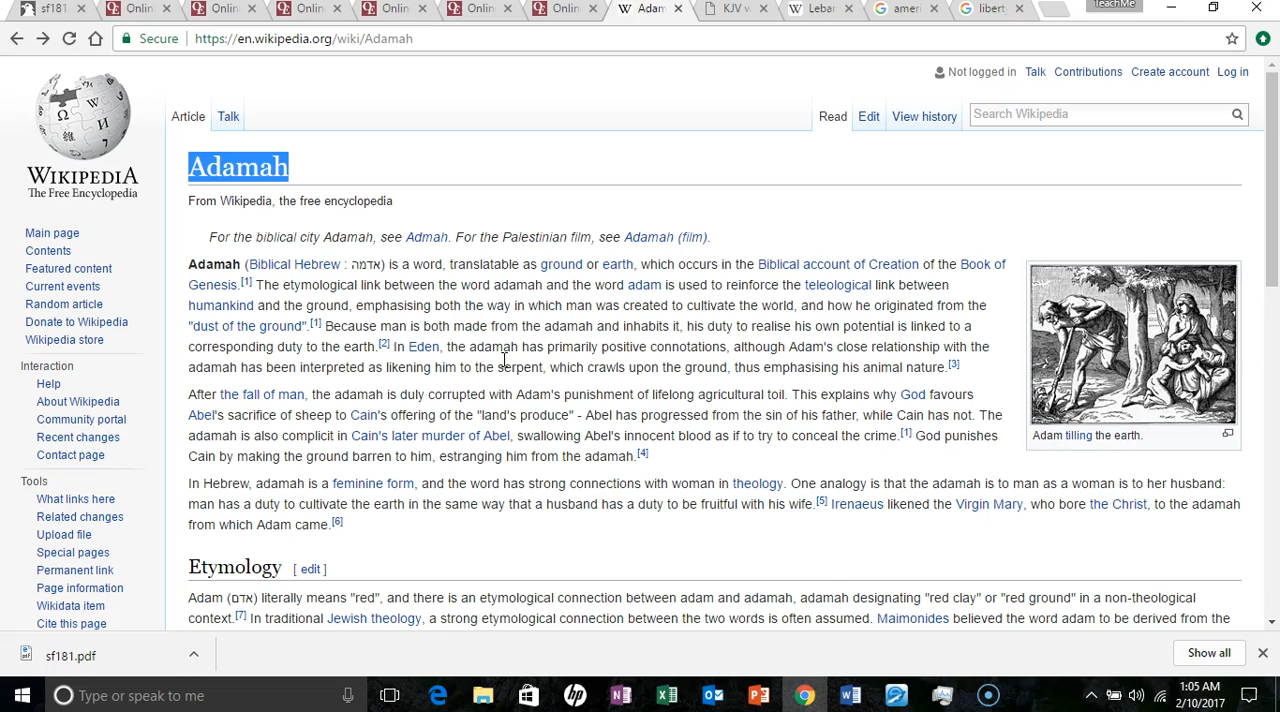 sf181 × Onlin × Onlin × Onlin × Onlin × Onlin × Onlin × W Adam × KJV w × W Lebar × G ameri × G libert × TeachMe
Secure https://en.wikipedia.org/wiki/Adamah
Not logged in Talk Contributions Create account Log in
Article Talk Read Edit View history Search Wikipedia
WIKIPEDIA
The Free Encyclopedia
Main page
Contents
Featured content
Current events
Random article
Donate to Wikipedia
Wikipedia store
Interaction
Help
About Wikipedia
Community portal
Recent changes
Contact page
Tools
What links here
Related changes
Upload file
Special pages
Permanent link
Page information
Wikidata item
Cite this page
Adamah
From Wikipedia, the free encyclopedia
For the biblical city Adamah, see Admah. For the Palestinian film, see Adamah (film).
Adamah (Biblical Hebrew : אדמה) is a word, translatable as ground or earth, which occurs in the Biblical account of Creation of the Book of
Genesis.[1] The etymological link between the word adamah and the word adam is used to reinforce the teleological link between
humankind and the ground, emphasising both the way in which man was created to cultivate the world, and how he originated from the
"dust of the ground".[1] Because man is both made from the adamah and inhabits it, his duty to realise his own potential is linked to a
corresponding duty to the earth.[2] In Eden, the adamah has primarily positive connotations, although Adam's close relationship with the
adamah has been interpreted as likening him to the serpent, which crawls upon the ground, thus emphasising his animal nature.[3]
After the fall of man, the adamah is duly corrupted with Adam's punishment of lifelong agricultural toil. This explains why God favours
Abel's sacrifice of sheep to Cain's offering of the "land's produce" - Abel has progressed from the sin of his father, while Cain has not. The
adamah is also complicit in Cain's later murder of Abel, swallowing Abel's innocent blood as if to try to conceal the crime.[1] God punishes
Cain by making the ground barren to him, estranging him from the adamah.[4]
In Hebrew, adamah is a feminine form, and the word has strong connections with woman in theology. One analogy is that the adamah is to man as a woman is to her husband:
man has a duty to cultivate the earth in the same way that a husband has a duty to be fruitful with his wife.[5] Irenaeus likened the Virgin Mary, who bore the Christ, to the adamah
from which Adam came.[6]
Adam tilling the earth.
Etymology [ edit ]
Adam (אדם) literally means "red", and there is an etymological connection between adam and adamah, adamah designating "red clay" or "red ground" in a non-theological
context.[7] In traditional Jewish theology, a strong etymological connection between the two words is often assumed. Maimonides believed the word adam to be derived from the
sf181.pdf Show all
Type or speak to me
1:05 AM
2/10/2017